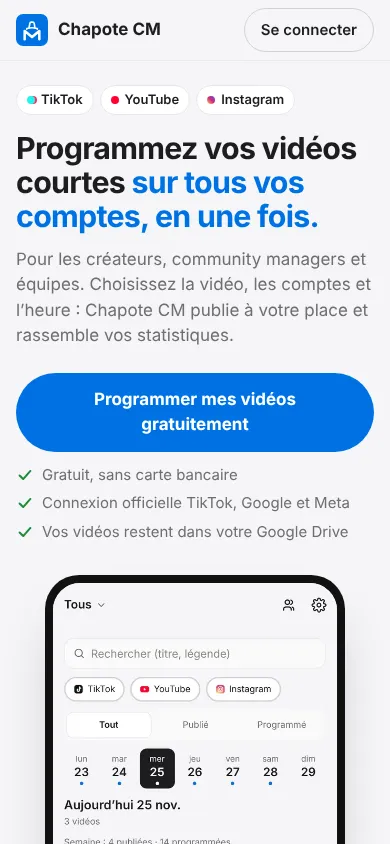 Chapote CM
Se connecter
TikTok
YouTube
Instagram
Programmez vos vidéos
courtes sur tous vos
comptes, en une fois.
Pour les créateurs, community managers et
équipes. Choisissez la vidéo, les comptes et
l’heure : Chapote CM publie à votre place et
rassemble vos statistiques.
Programmer mes vidéos
gratuitement
Gratuit, sans carte bancaire
Connexion officielle TikTok, Google et Meta
Vos vidéos restent dans votre Google Drive
Tous
Rechercher (titre, légende)
TikTok
YouTube
Instagram
Tout
Publié
Programmé
lun mar mer jeu ven sam dim
23 24 25 26 27 28 29
Aujourd’hui 25 nov.
3 vidéos
Semaine : 4 publiées · 14 programmées